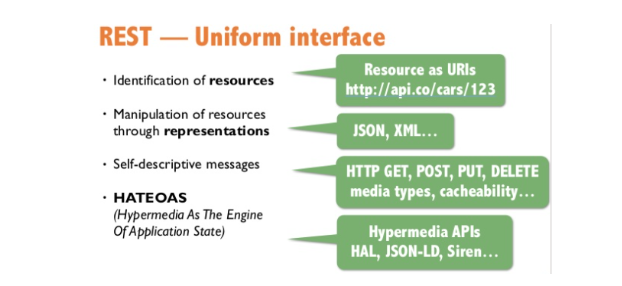 REST — Uniform interface
• Identification of resources
Resource as URIs
http://api.co/cars/123
• Manipulation of resources
through representations
JSON, XML...
• Self-descriptive messages
HTTP GET, POST, PUT, DELETE
media types, cacheability...
• HATEOAS
(Hypermedia As The Engine
Of Application State)
Hypermedia APIs
HAL, JSON-LD, Siren...